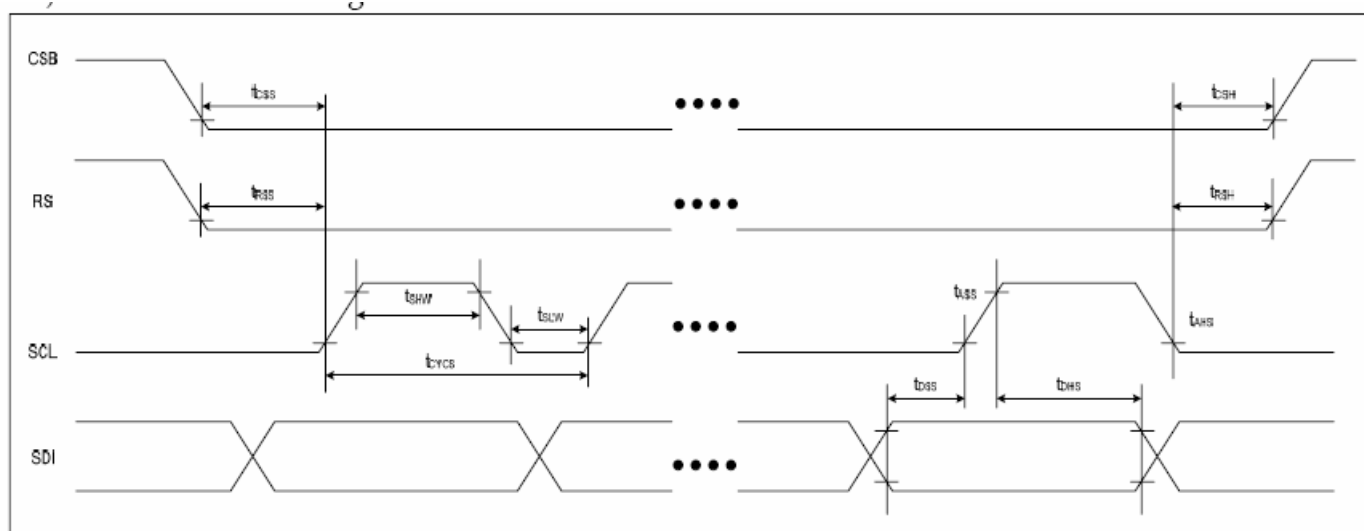 CSB
tCSS
tCSH
RS
tRSS
tRSH
tSHW
tSLW
tASS
tAHS
SCL
tCYCS
tDSS
tDHS
SDI